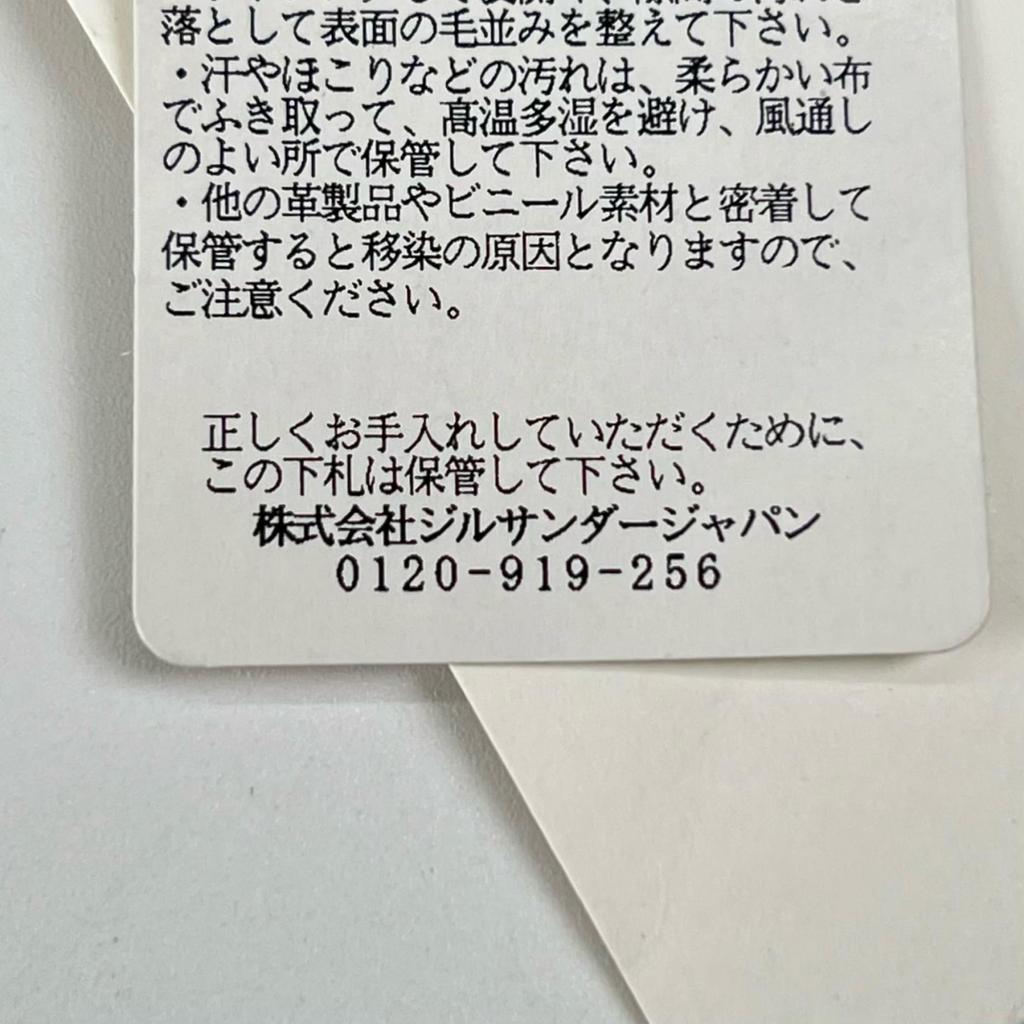 落として表面の毛並みを整えて下さい。
・汗やほこりなどの汚れは、柔らかい布
でふき取って、高温多湿を避け、風通し
のよい所で保管して下さい。
・他の革製品やビニール素材と密着して
保管すると移染の原因となりますので、
ご注意ください。
正しくお手入れしていただくために、
この下札は保管して下さい。
株式会社ジルサンダージャパン
0120-919-256